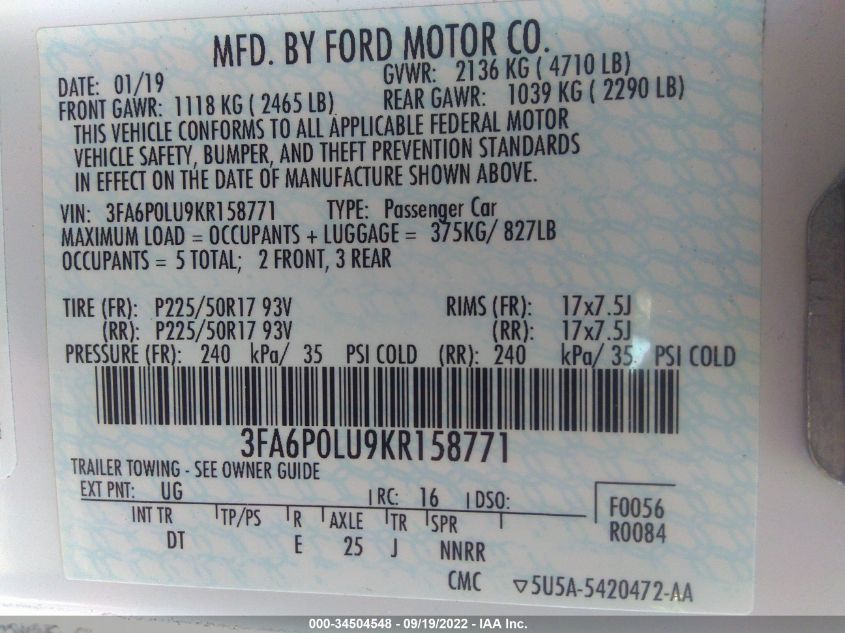 MFD. BY FORD MOTOR CO.
DATE: 01/19 GVWR: 2136 KG ( 4710 LB)
FRONT GAWR: 1118 KG ( 2465 LB) REAR GAWR: 1039 KG ( 2290 LB)
THIS VEHICLE CONFORMS TO ALL APPLICABLE FEDERAL MOTOR
VEHICLE SAFETY, BUMPER, AND THEFT PREVENTION STANDARDS
IN EFFECT ON THE DATE OF MANUFACTURE SHOWN ABOVE.
VIN: 3FA6P0LU9KR158771 TYPE: Passenger Car
MAXIMUM LOAD = OCCUPANTS + LUGGAGE = 375KG/ 827LB
OCCUPANTS = 5 TOTAL; 2 FRONT, 3 REAR
TIRE (FR): P225/50R17 93V RIMS (FR): 17x7.5J
(RR): P225/50R17 93V (RR): 17x7.5J
PRESSURE (FR): 240 kPa/ 35 PSI COLD (RR): 240 kPa/ 35 PSI COLD
3FA6P0LU9KR158771
TRAILER TOWING - SEE OWNER GUIDE
EXT PNT: UG RC: 16 DSO: F0056
INT TR TP/PS R AXLE TR SPR R0084
DT E 25 J NNRR
CMC ▽5U5A-5420472-AA
000-34504548 - 09/19/2022 - IAA Inc.